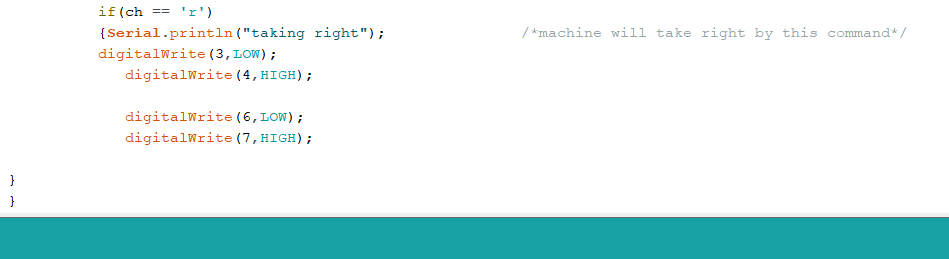 if(ch == 'r')
{Serial.println("taking right"); /*machine will take right by this command*/
digitalWrite(3,LOW);
digitalWrite(4,HIGH);
digitalWrite(6,LOW);
digitalWrite(7,HIGH);
}
}